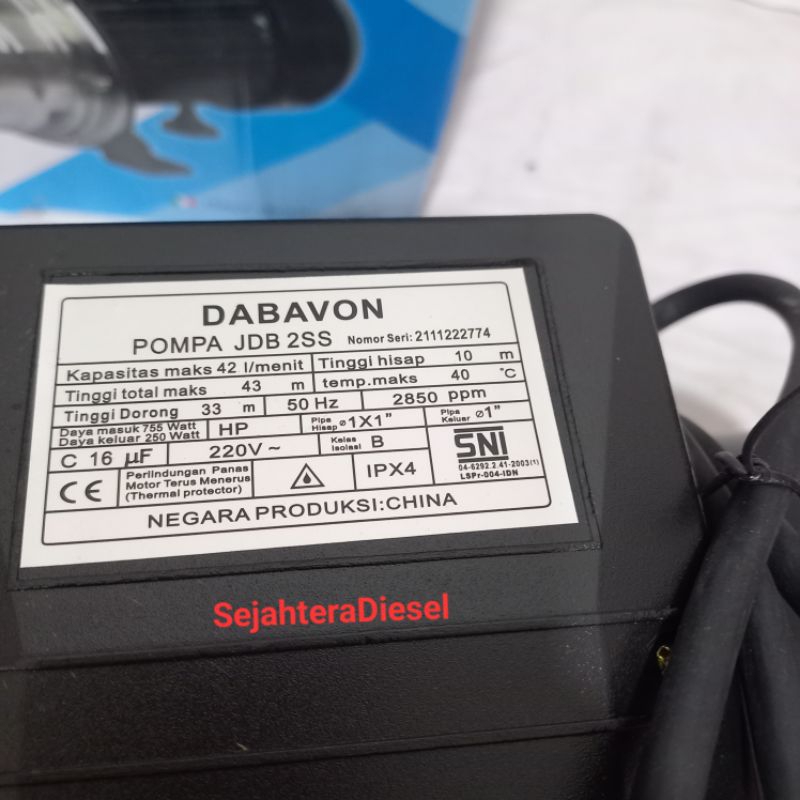 DABAVON
POMPA JDB 2SS Nomor Seri: 2111222774
Kapasitas maks 42 l/menit Tinggi hisap 10 m
Tinggi total maks 43 m temp.maks 40 °C
Tinggi Dorong 33 m 50 Hz 2850 ppm
Daya masuk 755 Watt
Daya keluar 250 Watt
HP
Pipa Hisap ⌀1X1"
Pipa Keluar ⌀1"
C 16 µF 220V ~
Kelas Isolasi B
SNI
04-6292.2.41-2003(1)
LSPr-004-IDN
CE
Perlindungan Panas
Motor Terus Menerus
(Thermal protector)
IPX4
NEGARA PRODUKSI:CHINA
SejahteraDiesel